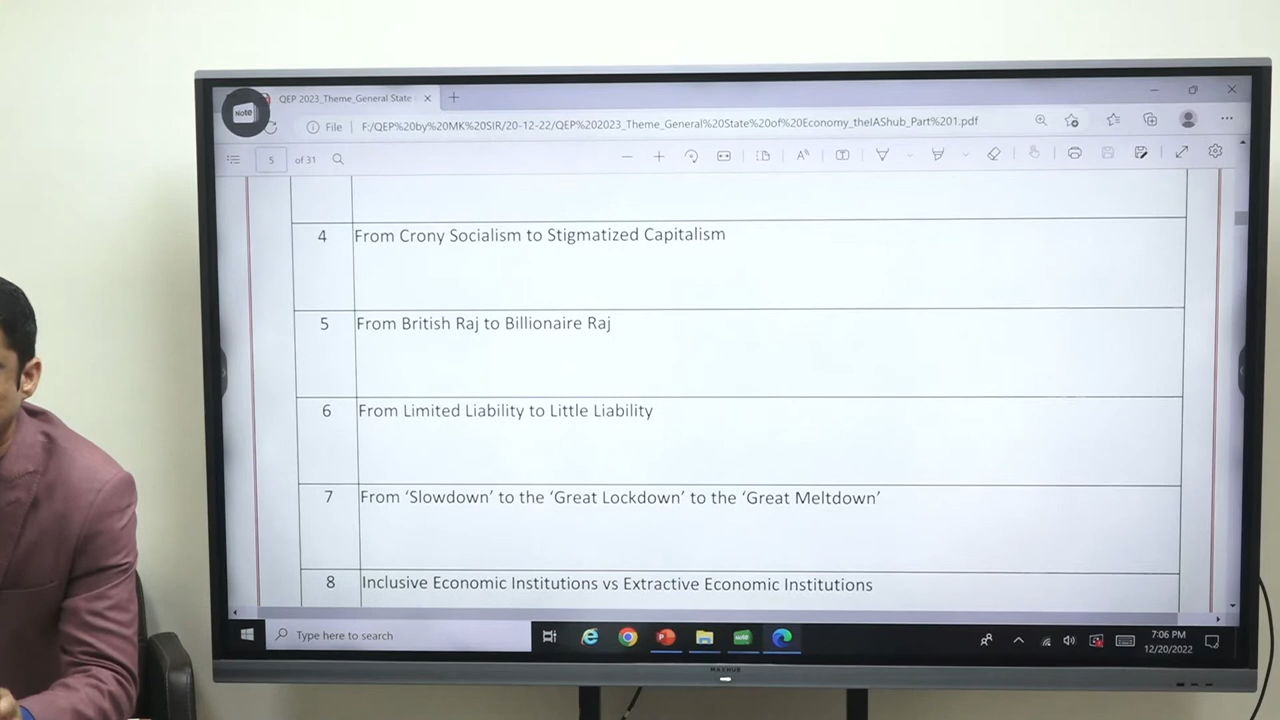 Note
QEP 2023_Theme_General State
File
F:/QEP%20by%20MK%20SIR/20-12-22/QEP%202023_Theme_General%20State%20of%20Economy_theIAShub_Part%201.pdf
5 of 31
4 From Crony Socialism to Stigmatized Capitalism
5 From British Raj to Billionaire Raj
6 From Limited Liability to Little Liability
7 From ‘Slowdown’ to the ‘Great Lockdown’ to the ‘Great Meltdown’
8 Inclusive Economic Institutions vs Extractive Economic Institutions
Type here to search
7:06 PM
12/20/2022
MAXHUB